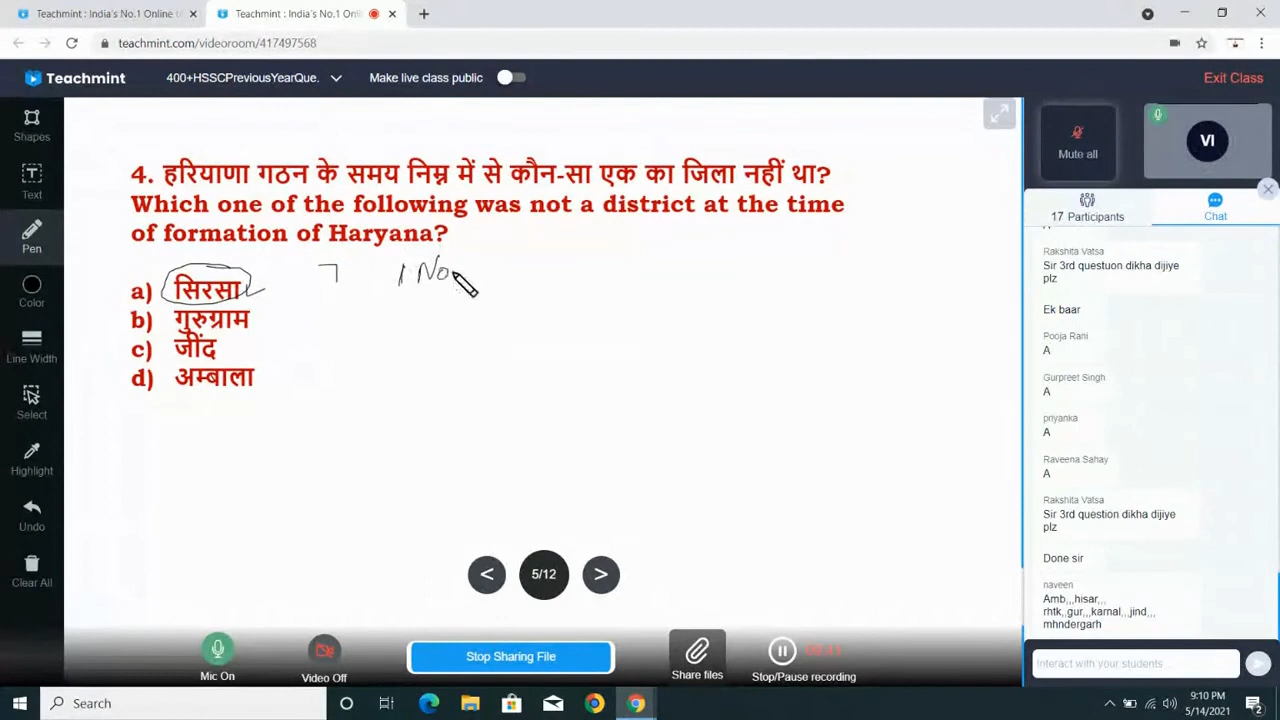 Teachmint : India's No.1 Online t
Teachmint : India's No.1 Onli
teachmint.com/videoroom/417497568
Teachmint
400+HSSCPreviousYearQue.
Make live class public
Exit Class
Shapes
Text
Pen
Color
Line Width
Select
Highlight
Undo
Clear All
4. हरियाणा गठन के समय निम्न में से कौन-सा एक का जिला नहीं था?
Which one of the following was not a district at the time
of formation of Haryana?
a) सिरसा
7 1 No
b) गुरुग्राम
c) जींद
d) अम्बाला
5/12
Mic On
Video Off
Stop Sharing File
Share files
Stop/Pause recording
Mute all
VI
17 Participants
Chat
Rakshita Vatsa
Sir 3rd questuon dikha dijiye
plz
Ek baar
Pooja Rani
A
Gurpreet Singh
A
priyanka
A
Raveena Sahay
A
Rakshita Vatsa
Sir 3rd question dikha dijiye
plz
Done sir
naveen
Amb,,,hisar,,,
rhtk,,gur,,,karnal,,,jind,,,
mhndergarh
Interact with your students
Search
9:10 PM
5/14/2021
2